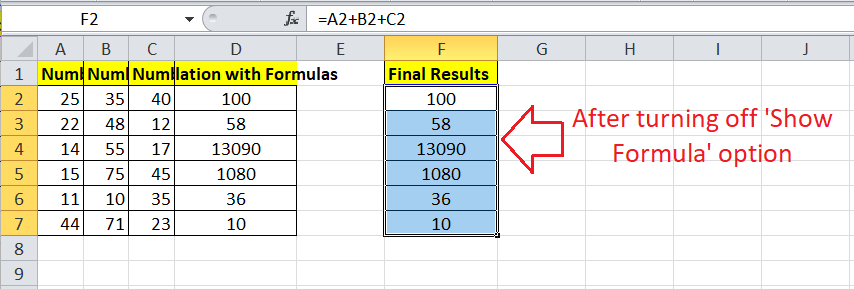 F2 fx =A2+B2+C2
A B C D E F G H I J
1 Numb Numb Numb lation with Formulas Final Results
2 25 35 40 100 100
3 22 48 12 58 58
4 14 55 17 13090 13090
5 15 75 45 1080 1080
6 11 10 35 36 36
7 44 71 23 10 10
8
9
After turning off 'Show
Formula' option